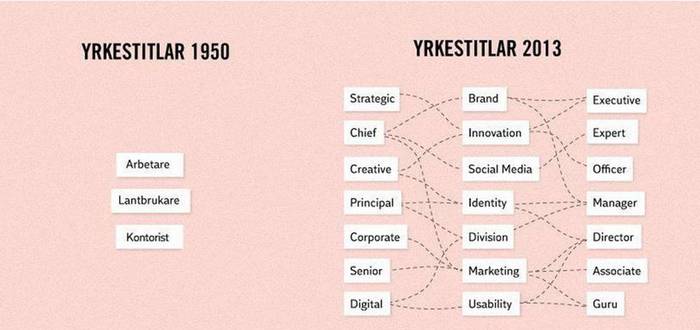 YRKESTITLAR 1950
Arbetare
Lantbrukare
Kontorist
YRKESTITLAR 2013
Strategic
Chief
Creative
Principal
Corporate
Senior
Digital
Brand
Innovation
Social Media
Identity
Division
Marketing
Usability
Executive
Expert
Officer
Manager
Director
Associate
Guru